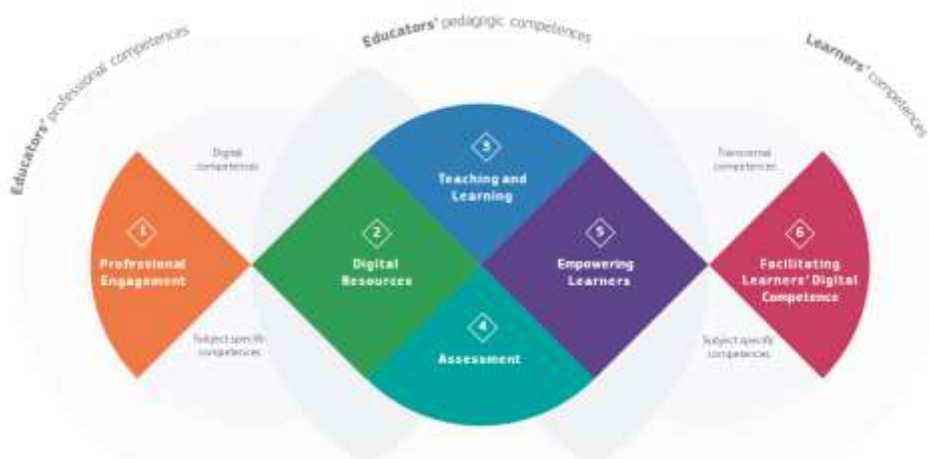 Educators' professional competences
Educators' pedagogic competences
Learners' competences
Digital
competences
Transversal
competences
3
Teaching and
Learning
1
Professional
Engagement
2
Digital
Resources
5
Empowering
Learners
6
Facilitating
Learners' Digital
Competence
4
Assessment
Subject specific
competences
Subject specific
competences